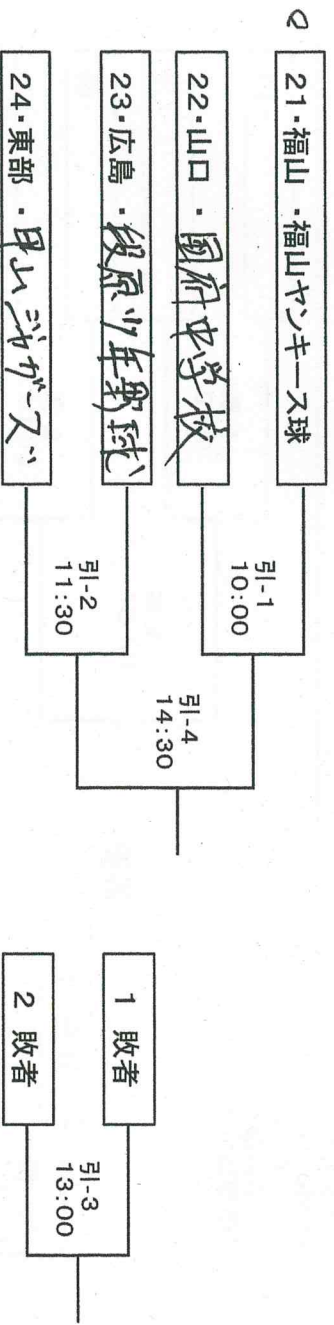 21・福山 ・福山ヤンキース球
22・山口 ・国府中学校
23・広島 ・段原少年野球
24・東部 ・甲山ジャガーズ
引-1
10:00
引-2
11:30
引-4
14:30
1 敗者
2 敗者
引-3
13:00